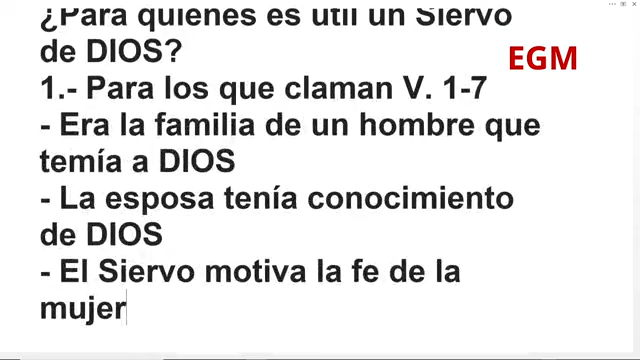 ¿Para quienes es útil un Siervo
de DIOS?
EGM
1.- Para los que claman V. 1-7
- Era la familia de un hombre que
temía a DIOS
- La esposa tenía conocimiento
de DIOS
- El Siervo motiva la fe de la
mujer